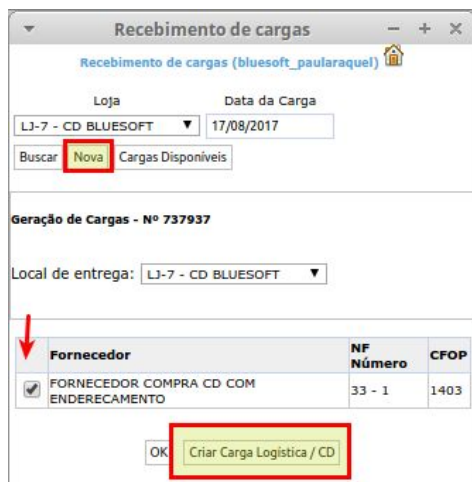 Recebimento de cargas
Recebimento de cargas (bluesoft_paularaquel)
Loja Data da Carga
LJ-7 - CD BLUESOFT 17/08/2017
Buscar Nova Cargas Disponíveis
Geração de Cargas - Nº 737937
Local de entrega: LJ-7 - CD BLUESOFT
Fornecedor NF Número CFOP
FORNECEDOR COMPRA CD COM
ENDERECAMENTO 33 - 1 1403
OK Criar Carga Logística / CD